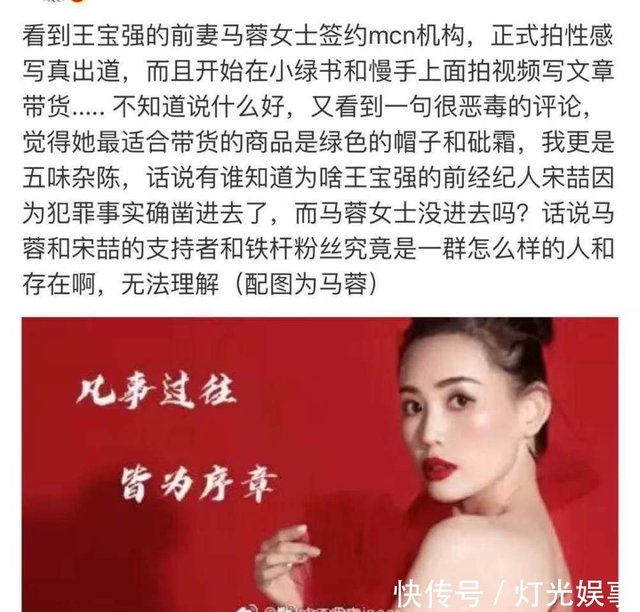 看到王宝强的前妻马蓉女士签约mcn机构，正式拍性感
写真出道，而且开始在小绿书和慢手上面拍视频写文章
带货..... 不知道说什么好，又看到一句很恶毒的评论，
觉得她最适合带货的商品是绿色的帽子和砒霜，我更是
五味杂陈，话说有谁知道为啥王宝强的前经纪人宋喆因
为犯罪事实确凿进去了，而马蓉女士没进去吗？话说马
蓉和宋喆的支持者和铁杆粉丝究竟是一群怎么样的人和
存在啊，无法理解（配图为马蓉）
凡事过往
皆为序章
快传号／灯光娱事